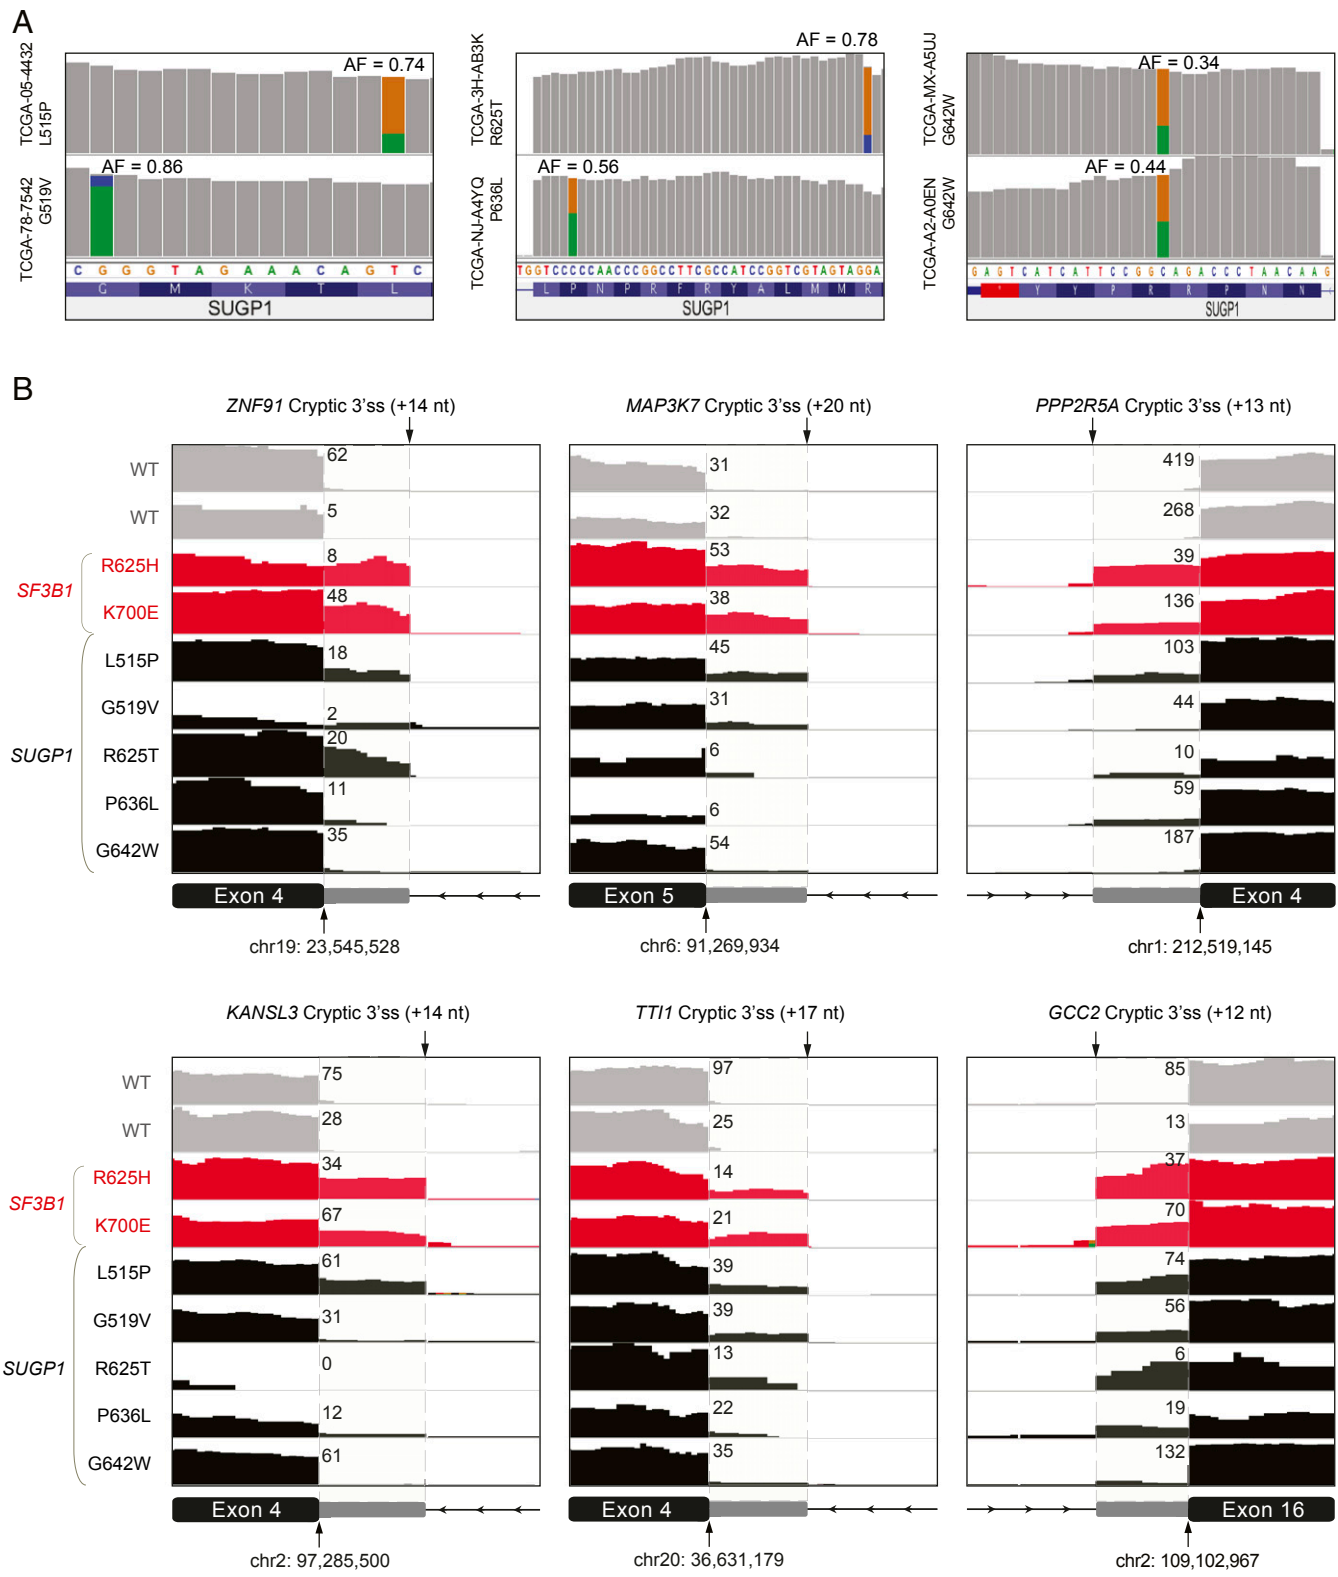 A
TCGA-05-4432
L515P
AF = 0.74
TCGA-78-7542
G519V
AF = 0.86
C G G G T A G A A A C A G T C
G M K T L
SUGP1
TCGA-3H-AB3K
R625T
AF = 0.78
TCGA-NJ-A4YQ
P636L
AF = 0.56
TGGTCCCCCAACCCGGCCTTCGCCATCCGGTCGTAGTAGGA
L P N P R F R Y A L M M R
SUGP1
TCGA-MX-A5UJ
G642W
AF = 0.34
TCGA-A2-A0EN
G642W
AF = 0.44
G A G T C A T C A T T C C G G C A G A C C C T A A C A A G
* Y Y P R R P N N
SUGP1
B
ZNF91 Cryptic 3'ss (+14 nt)
MAP3K7 Cryptic 3'ss (+20 nt)
PPP2R5A Cryptic 3'ss (+13 nt)
WT 62 31 419
WT 5 32 268
SF3B1
R625H 8 53 39
K700E 48 38 136
SUGP1
L515P 18 45 103
G519V 2 31 44
R625T 20 6 10
P636L 11 6 59
G642W 35 54 187
Exon 4 Exon 5 Exon 4
chr19: 23,545,528
chr6: 91,269,934
chr1: 212,519,145
KANSL3 Cryptic 3'ss (+14 nt)
TTI1 Cryptic 3'ss (+17 nt)
GCC2 Cryptic 3'ss (+12 nt)
WT 75 97 85
WT 28 25 13
SF3B1
R625H 34 14 37
K700E 67 21 70
SUGP1
L515P 61 39 74
G519V 31 39 56
R625T 0 13 6
P636L 12 22 19
G642W 61 35 132
Exon 4 Exon 4 Exon 16
chr2: 97,285,500
chr20: 36,631,179
chr2: 109,102,967